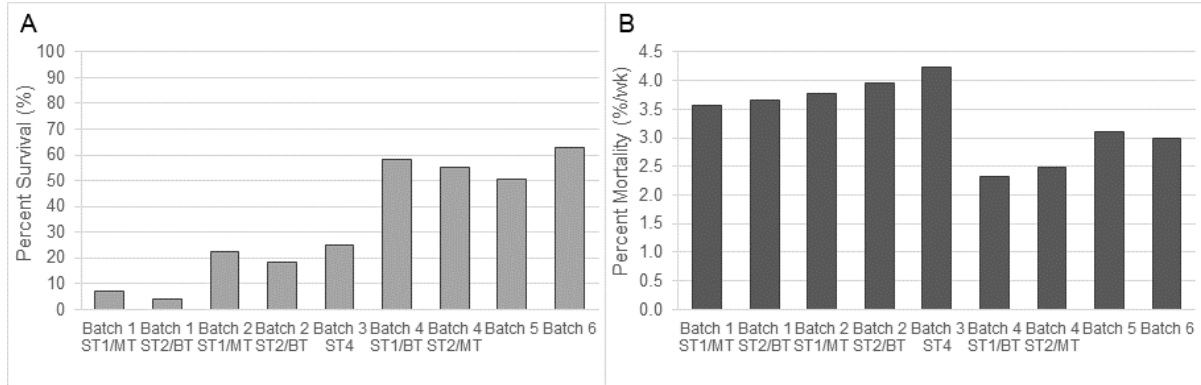 A
Percent Survival (%)
100
90
80
70
60
50
40
30
20
10
0
Batch 1 Batch 1 Batch 2 Batch 2 Batch 3 Batch 4 Batch 4 Batch 5 Batch 6
ST1/MT ST2/BT ST1/MT ST2/BT ST4 ST1/BT ST2/MT
B
Percent Mortality (%/wk)
4.5
4.0
3.5
3.0
2.5
2.0
1.5
1.0
0.5
0.0
Batch 1 Batch 1 Batch 2 Batch 2 Batch 3 Batch 4 Batch 4 Batch 5 Batch 6
ST1/MT ST2/BT ST1/MT ST2/BT ST4 ST1/BT ST2/MT